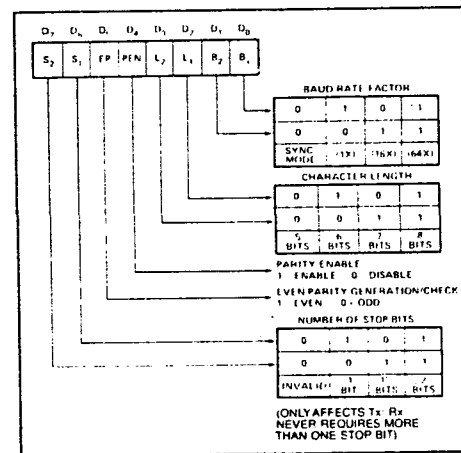 D7 D6 D5 D4 D3 D2 D1 D0
S2 S1 EP PEN L2 L1 B2 B1
BAUD RATE FACTOR
0 1 0 1
0 0 1 1
SYNC MODE (1X) (16X) (64X)
CHARACTER LENGTH
0 1 0 1
0 0 1 1
5 BITS 6 BITS 7 BITS 8 BITS
PARITY ENABLE
1 ENABLE 0 DISABLE
EVEN PARITY GENERATION/CHECK
1 EVEN 0 - ODD
NUMBER OF STOP BITS
0 1 0 1
0 0 1 1
INVALID 1 BIT BITS 2 BITS
(ONLY AFFECTS Tx Rx
NEVER REQUIRES MORE
THAN ONE STOP BIT)